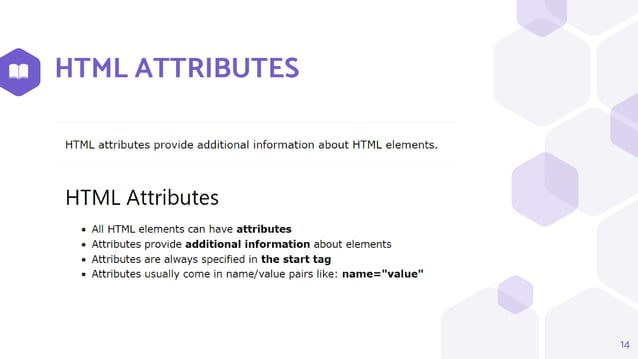 HTML ATTRIBUTES
HTML attributes provide additional information about HTML elements.
HTML Attributes
All HTML elements can have attributes
Attributes provide additional information about elements
Attributes are always specified in the start tag
Attributes usually come in name/value pairs like: name="value"
14